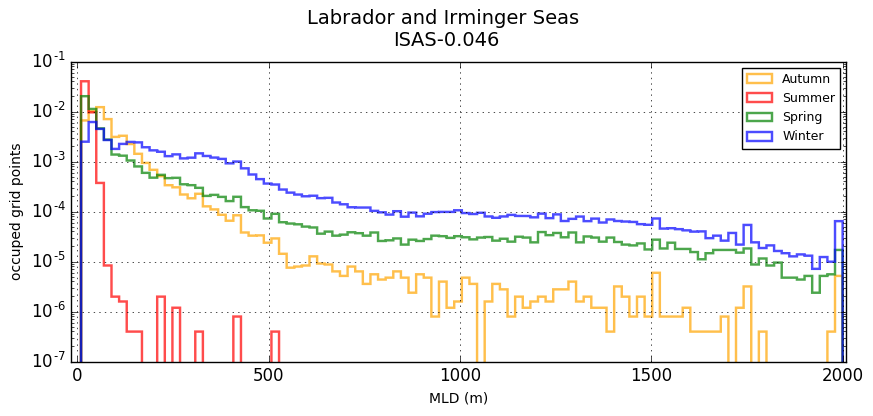 Labrador and Irminger Seas
ISAS-0.046
10^-1
10^-2
10^-3
10^-4
10^-5
10^-6
10^-7
occuped grid points
Autumn
Summer
Spring
Winter
0 500 1000 1500 2000
MLD (m)